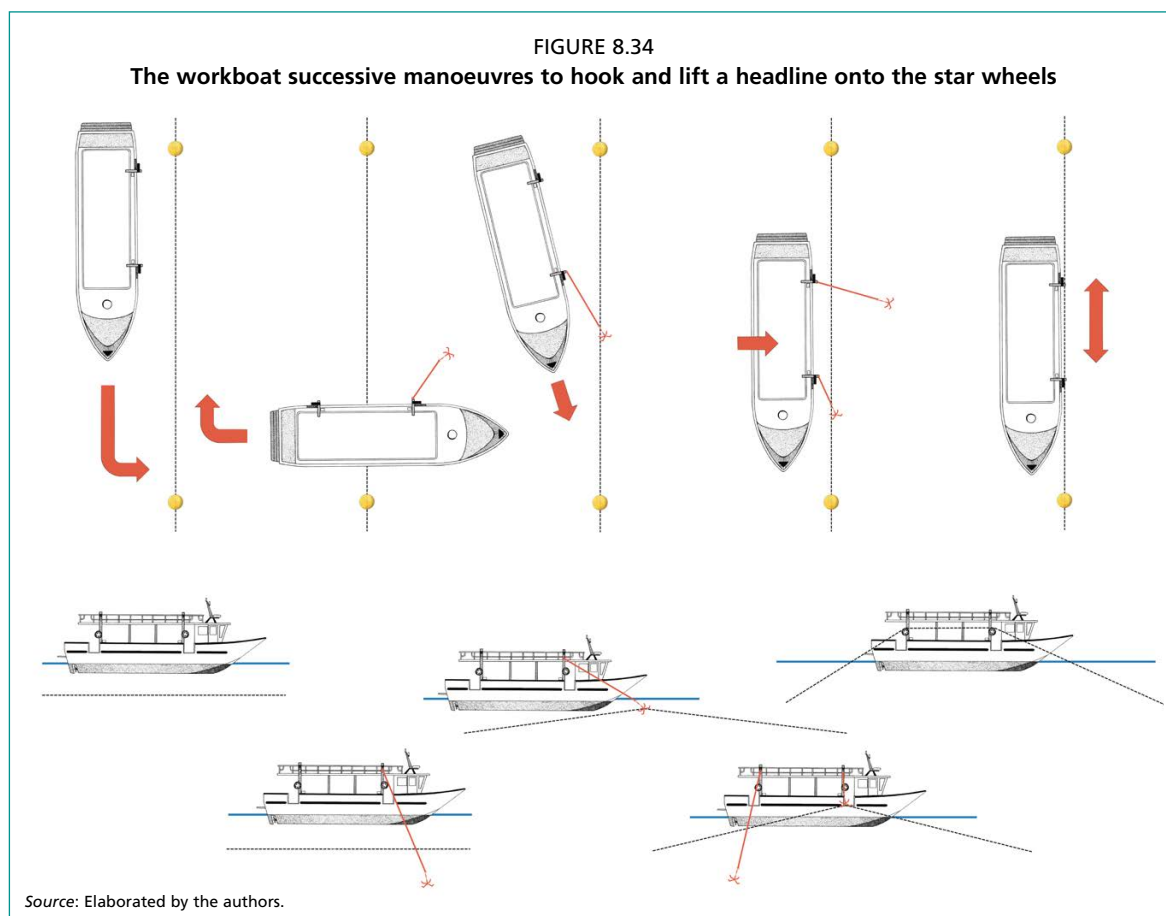 FIGURE 8.34
The workboat successive manoeuvres to hook and lift a headline onto the star wheels
Source: Elaborated by the authors.